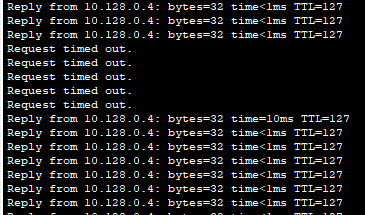 Reply from 10.128.0.4: bytes=32 time<1ms TTL=127
Reply from 10.128.0.4: bytes=32 time<1ms TTL=127
Reply from 10.128.0.4: bytes=32 time<1ms TTL=127
Request timed out.
Request timed out.
Request timed out.
Request timed out.
Request timed out.
Reply from 10.128.0.4: bytes=32 time=10ms TTL=127
Reply from 10.128.0.4: bytes=32 time<1ms TTL=127
Reply from 10.128.0.4: bytes=32 time<1ms TTL=127
Reply from 10.128.0.4: bytes=32 time<1ms TTL=127
Reply from 10.128.0.4: bytes=32 time<1ms TTL=127
Reply from 10.128.0.4: bytes=32 time<1ms TTL=127
Reply from 10.128.0.4: bytes=32 time<1ms TTL=127